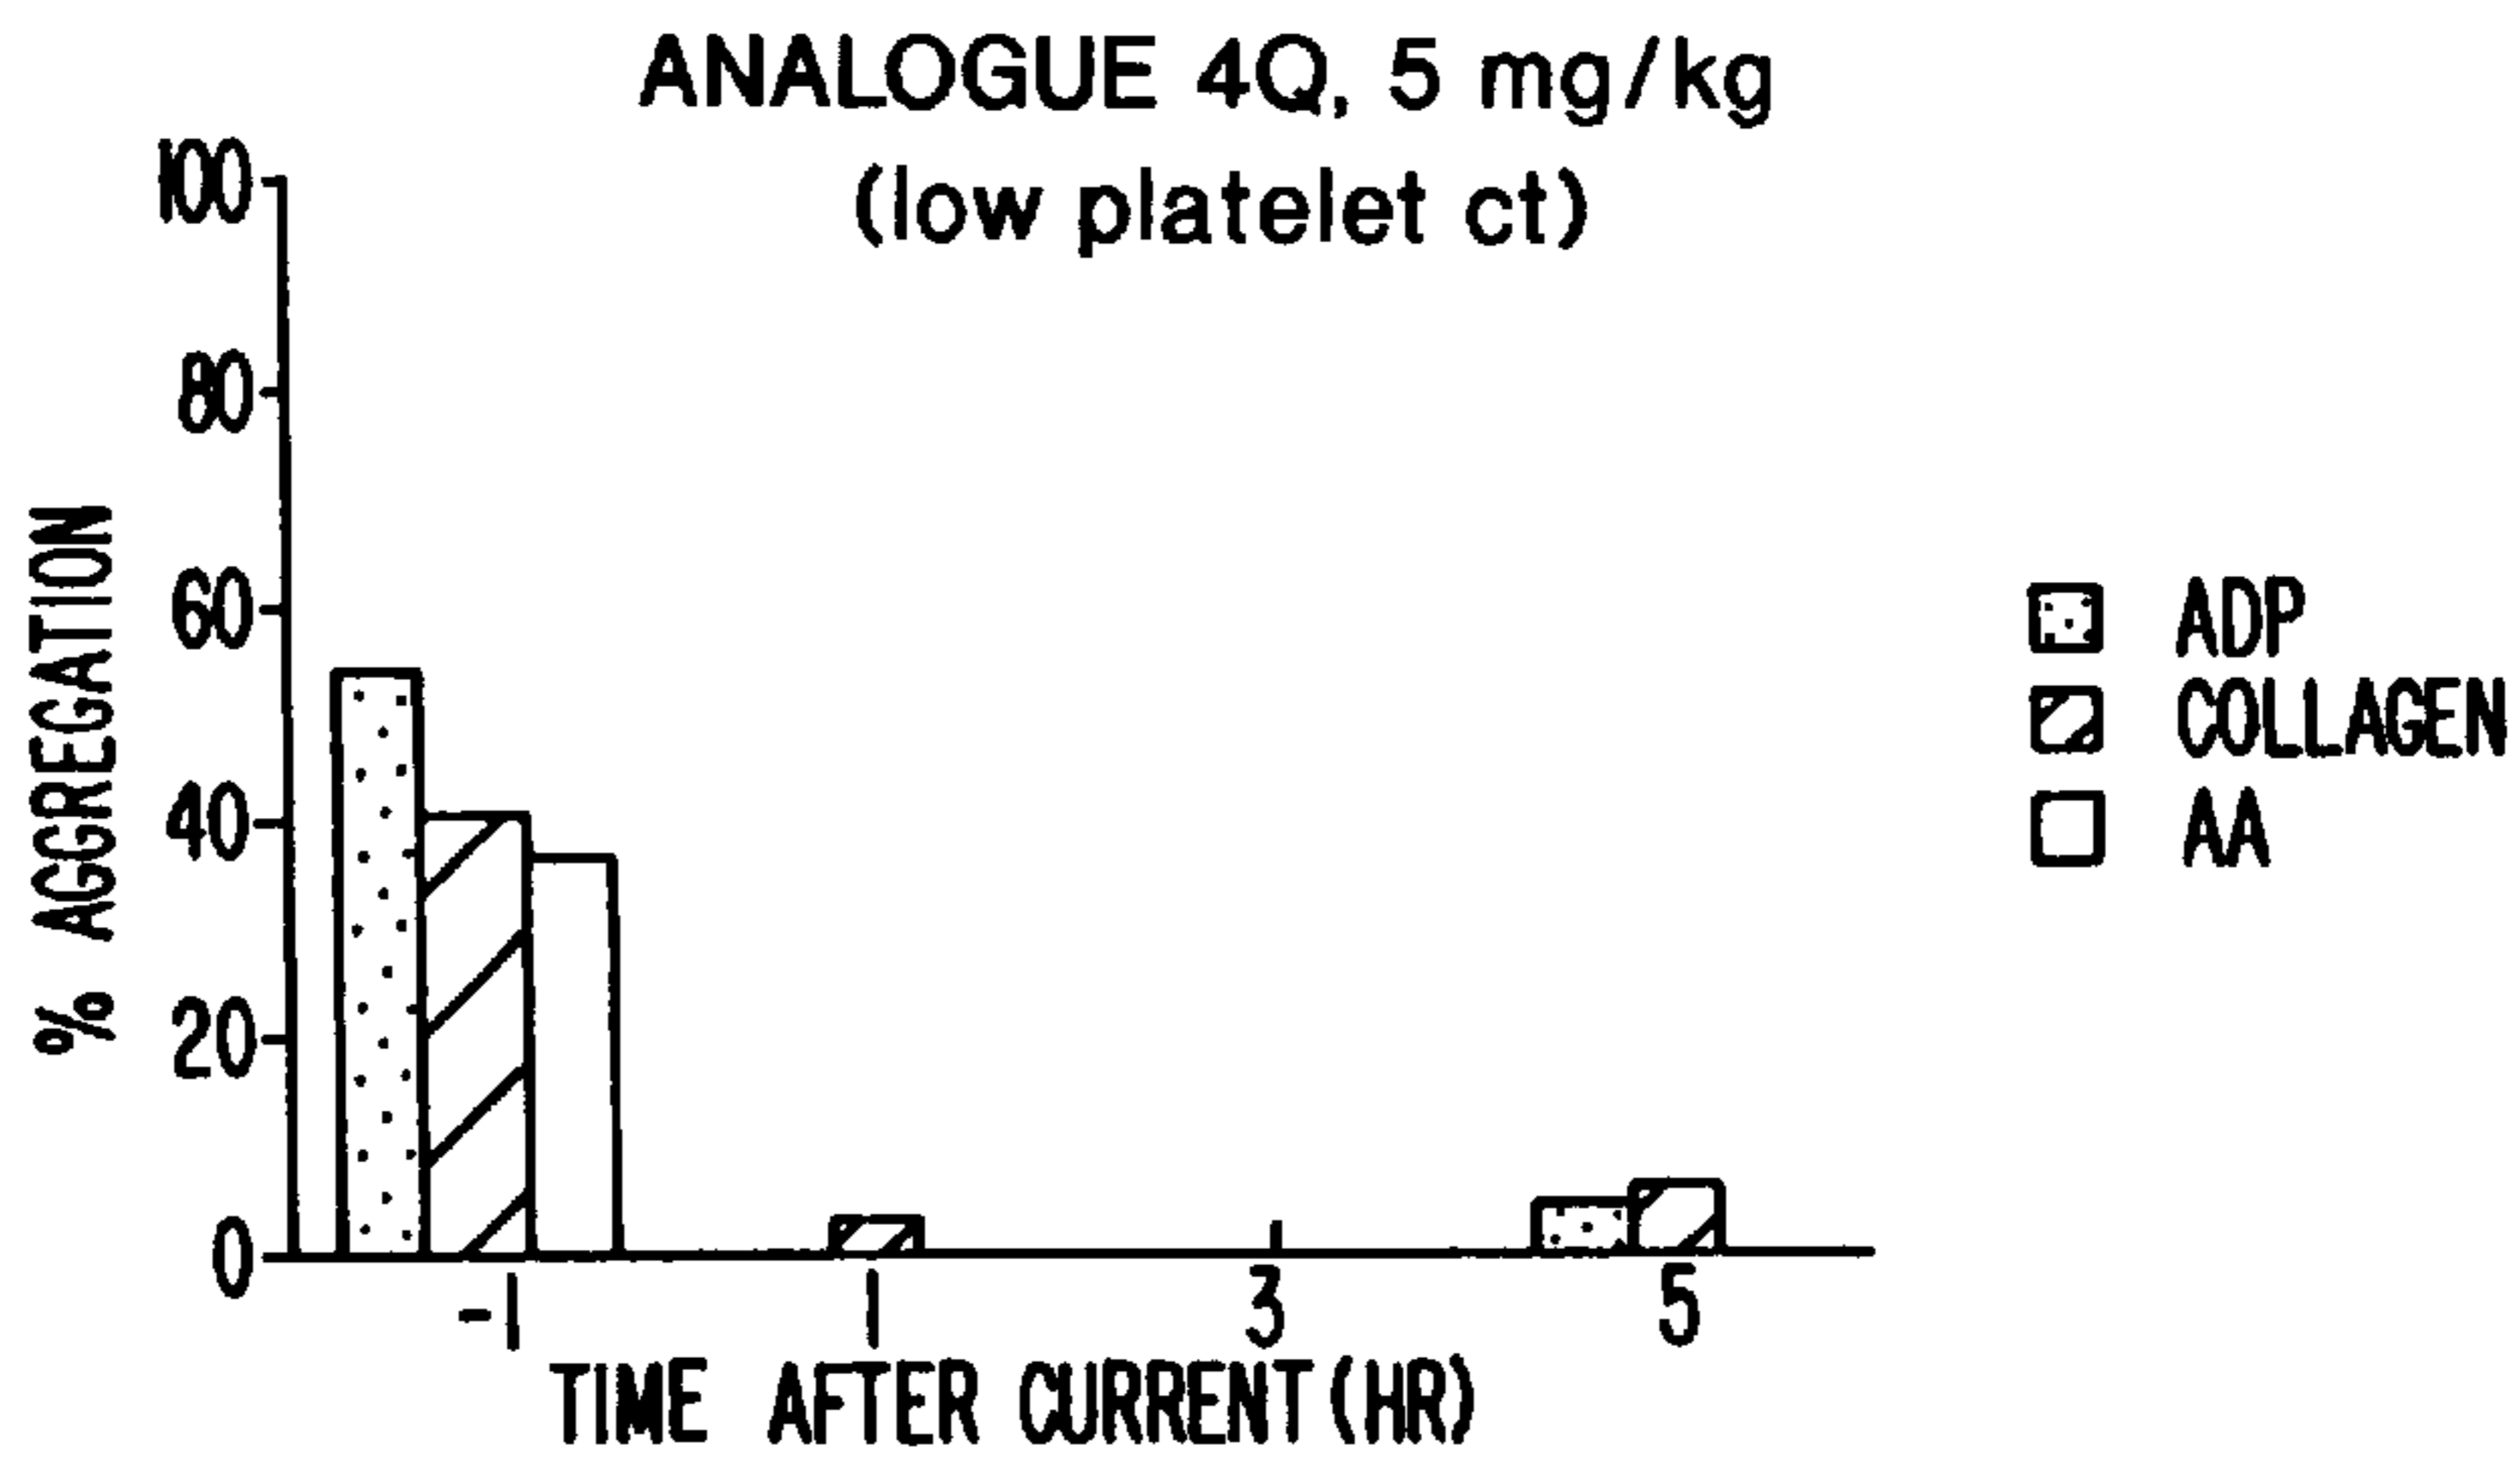 ANALOGUE 4Q, 5 mg/kg
(low platelet ct)
100
80
60
40
20
0
% AGGREGATION
-1 1 3 5
TIME AFTER CURRENT (HR)
ADP
COLLAGEN
AA